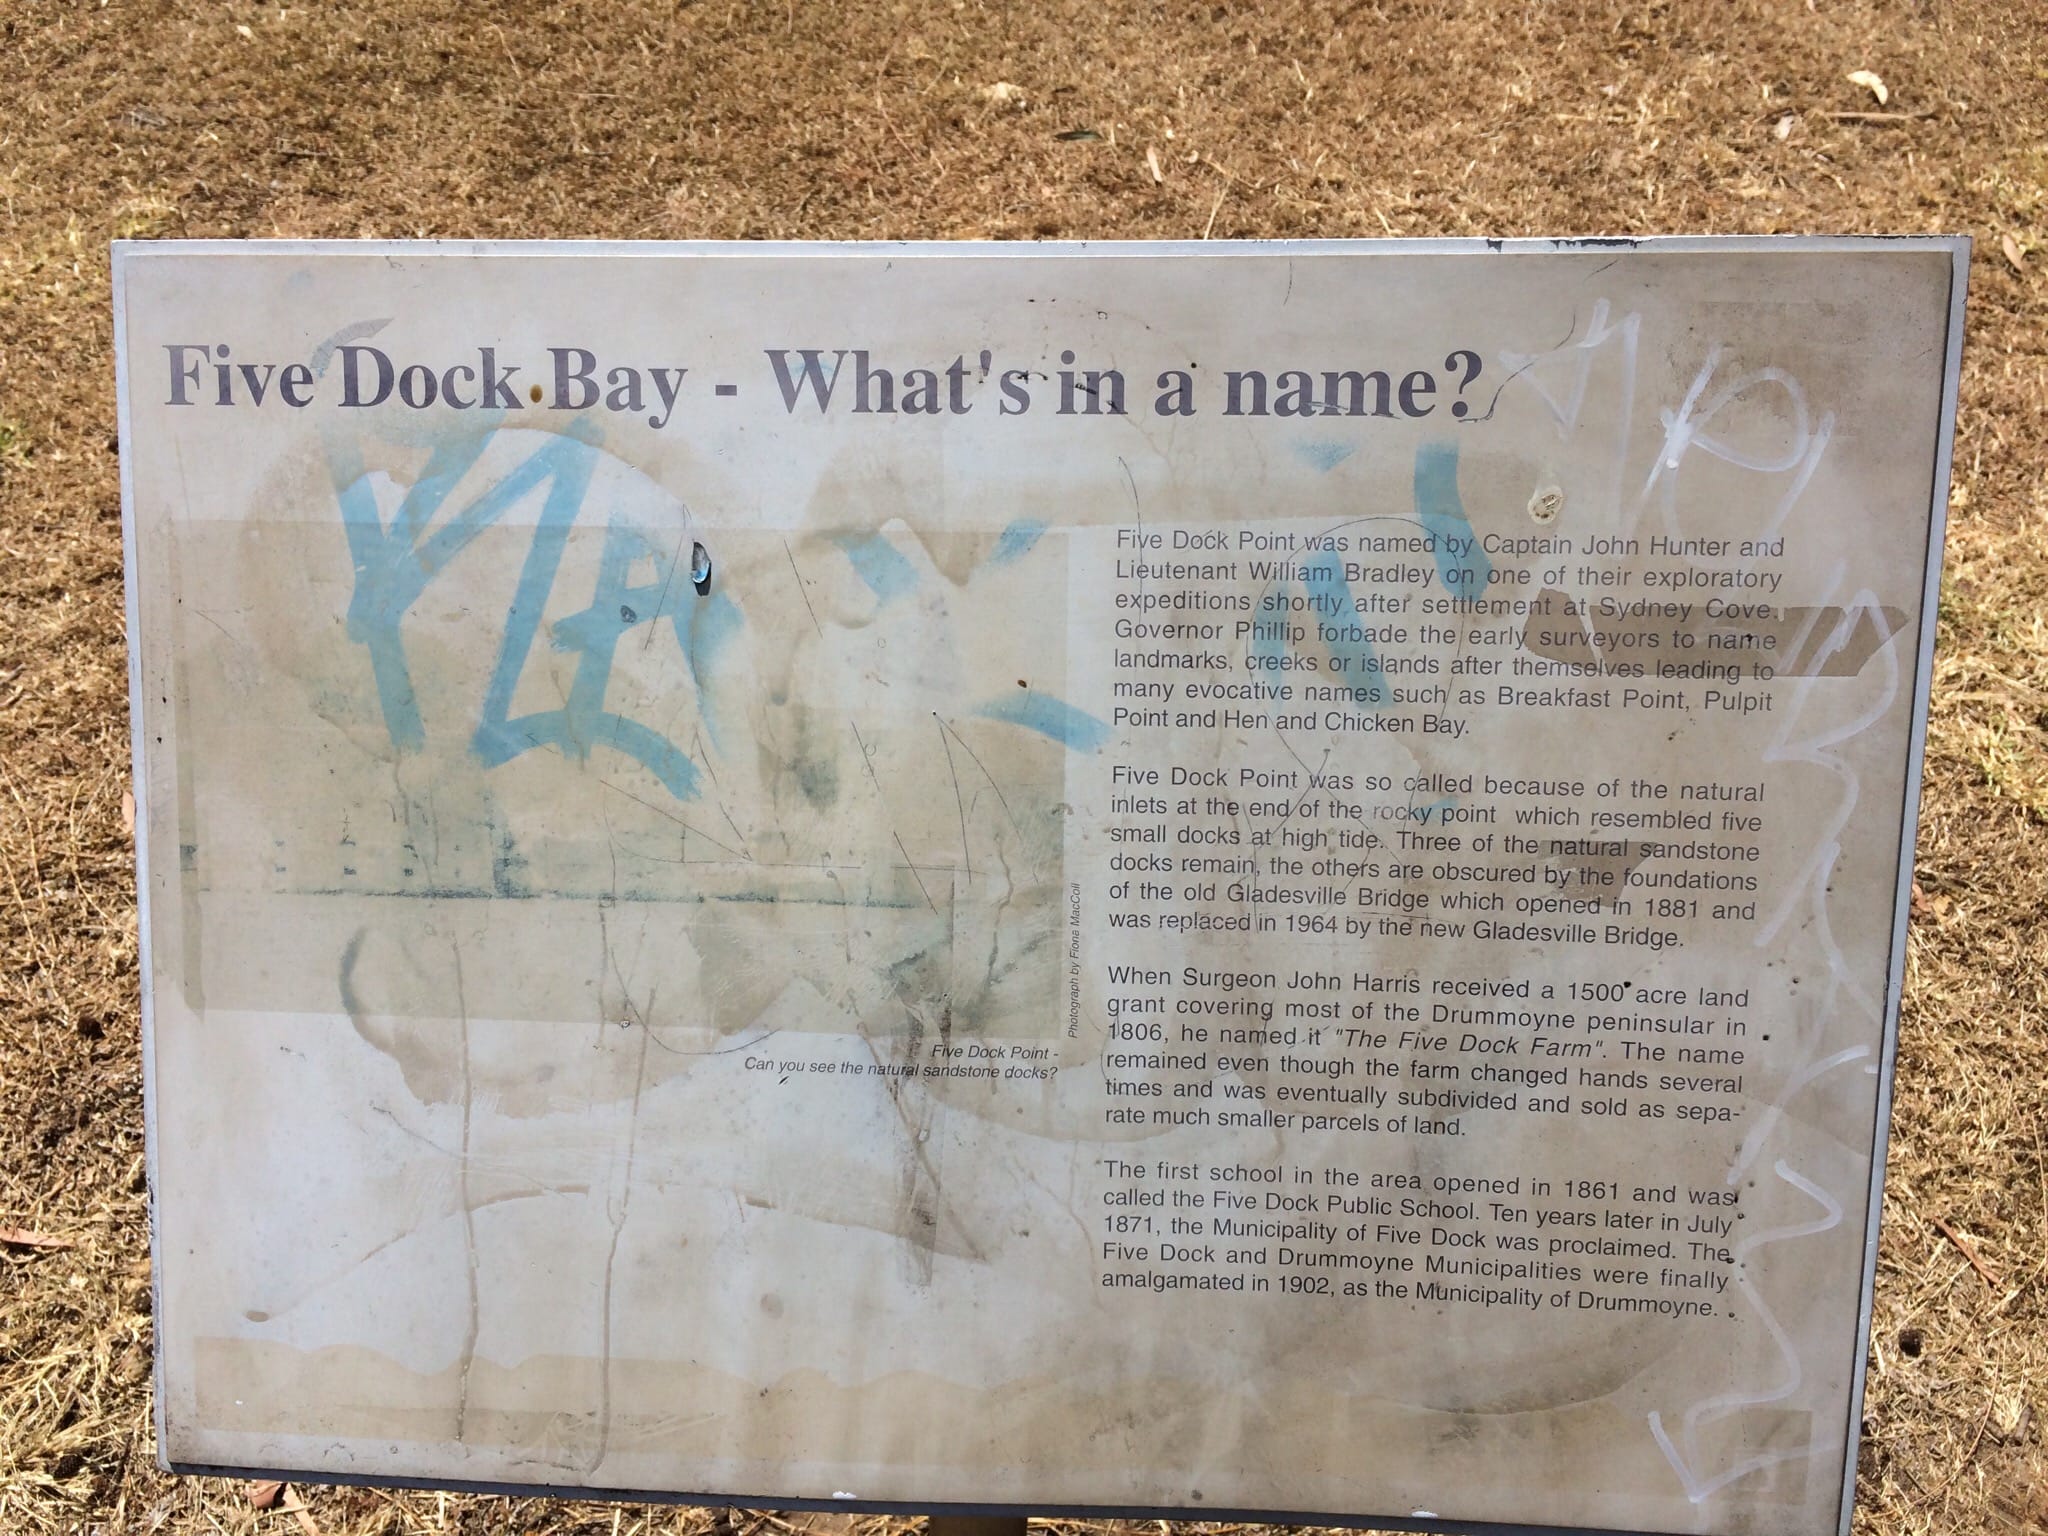 Five Dock Bay - What's in a name?
Five Dock Point was named by Captain John Hunter and
Lieutenant William Bradley on one of their exploratory
expeditions shortly after settlement at Sydney Cove.
Governor Phillip forbade the early surveyors to name
landmarks, creeks or islands after themselves leading to
many evocative names such as Breakfast Point, Pulpit
Point and Hen and Chicken Bay.
Five Dock Point was so called because of the natural
inlets at the end of the rocky point which resembled five
small docks at high tide. Three of the natural sandstone
docks remain, the others are obscured by the foundations
of the old Gladesville Bridge which opened in 1881 and
was replaced in 1964 by the new Gladesville Bridge.
When Surgeon John Harris received a 1500 acre land
grant covering most of the Drummoyne peninsular in
1806, he named it "The Five Dock Farm". The name
remained even though the farm changed hands several
times and was eventually subdivided and sold as sepa-
rate much smaller parcels of land.
The first school in the area opened in 1861 and was
called the Five Dock Public School. Ten years later in July
1871, the Municipality of Five Dock was proclaimed. The
Five Dock and Drummoyne Municipalities were finally
amalgamated in 1902, as the Municipality of Drummoyne.
Photograph by Fiona MacColl
Five Dock Point -
Can you see the natural sandstone docks?